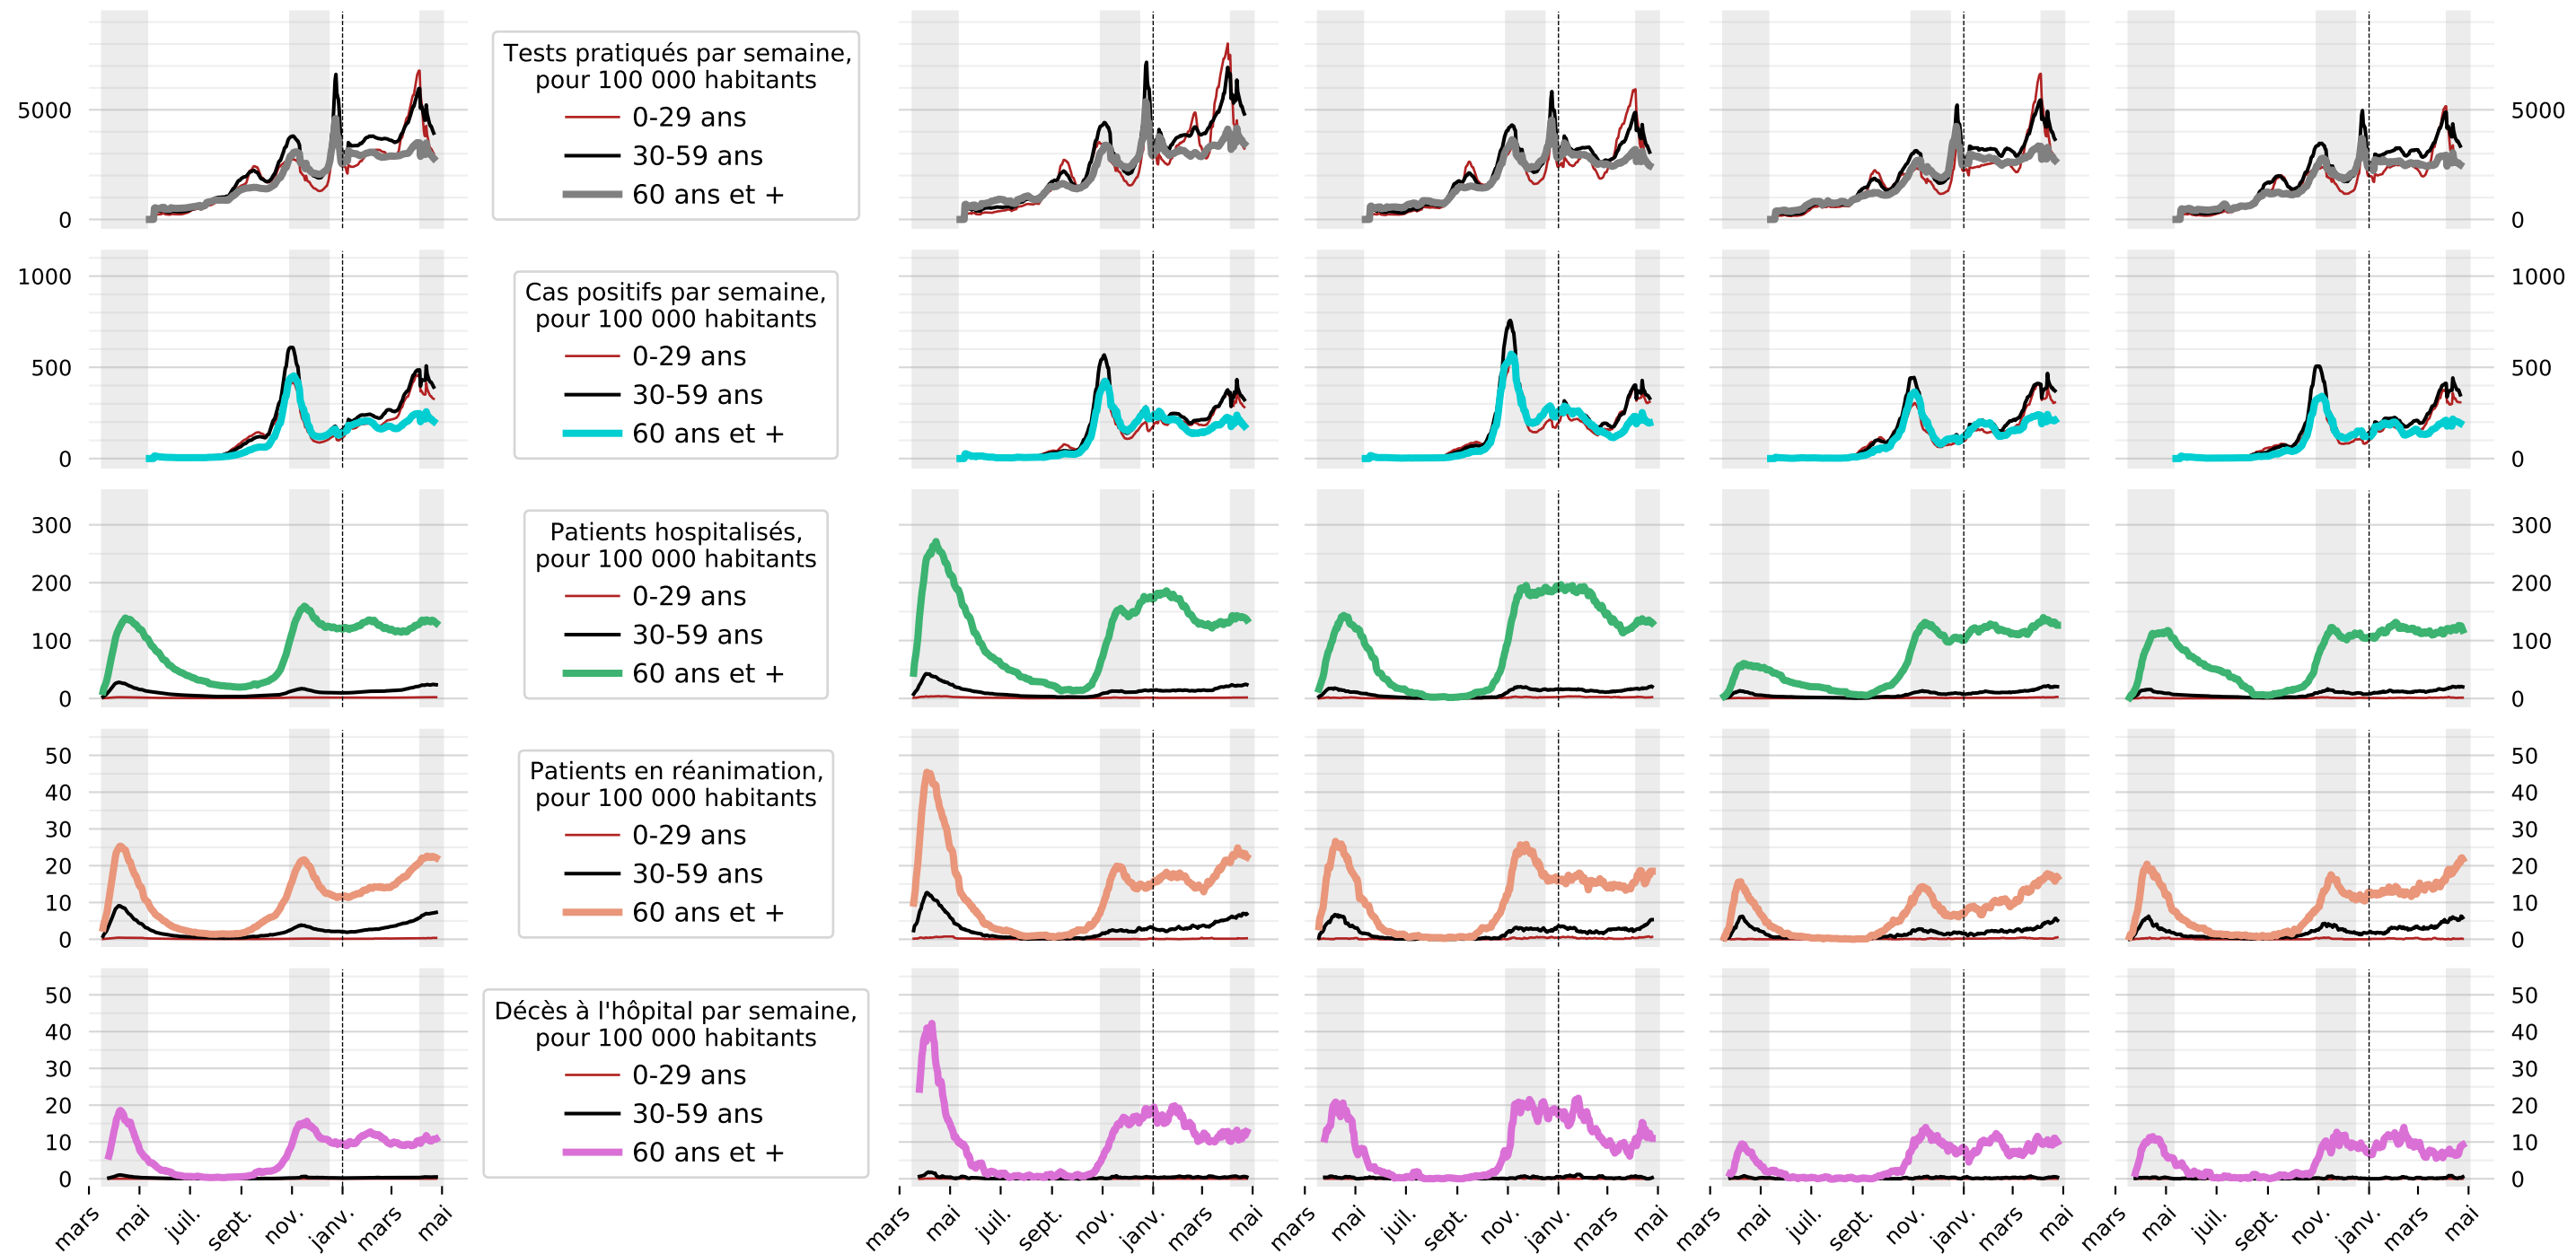 5000
0
Tests pratiqués par semaine,
pour 100 000 habitants
0-29 ans
30-59 ans
60 ans et +
5000
0
1000
500
0
Cas positifs par semaine,
pour 100 000 habitants
0-29 ans
30-59 ans
60 ans et +
1000
500
0
300
200
100
0
Patients hospitalisés,
pour 100 000 habitants
0-29 ans
30-59 ans
60 ans et +
300
200
100
0
50
40
30
20
10
0
Patients en réanimation,
pour 100 000 habitants
0-29 ans
30-59 ans
60 ans et +
50
40
30
20
10
0
50
40
30
20
10
0
Décès à l'hôpital par semaine,
pour 100 000 habitants
0-29 ans
30-59 ans
60 ans et +
50
40
30
20
10
0
mars mai juil. sept. nov. janv. mars mai
mars mai juil. sept. nov. janv. mars mai
mars mai juil. sept. nov. janv. mars mai
mars mai juil. sept. nov. janv. mars mai
mars mai juil. sept. nov. janv. mars mai